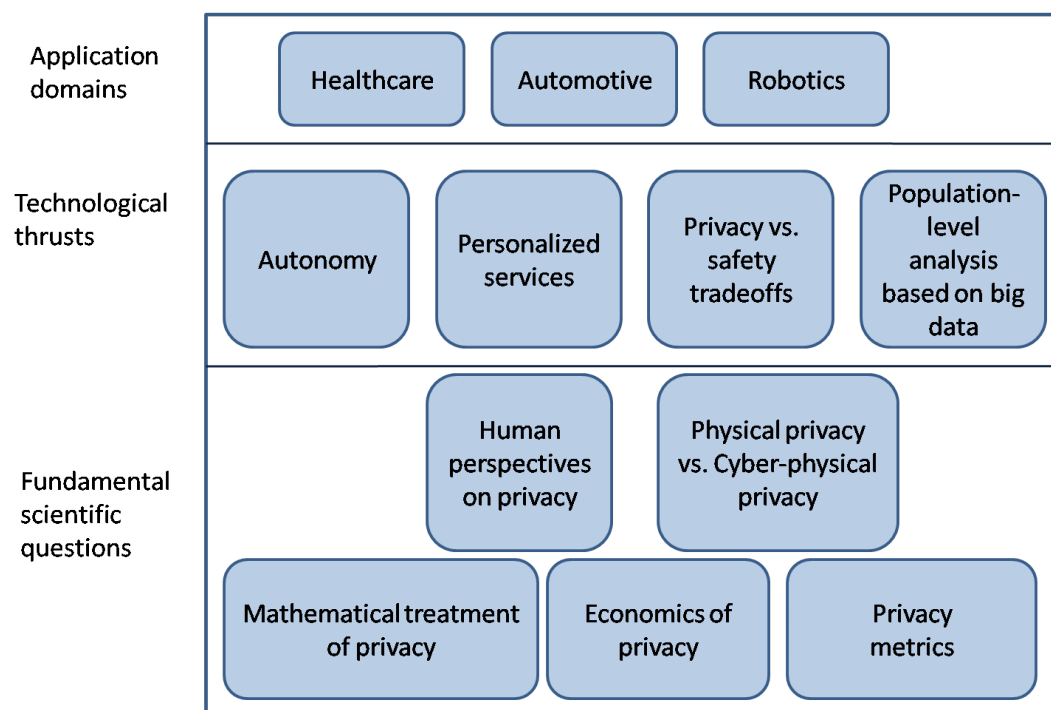 Application
domains
Healthcare
Automotive
Robotics
Technological
thrusts
Autonomy
Personalized
services
Privacy vs.
safety
tradeoffs
Population-
level
analysis
based on big
data
Fundamental
scientific
questions
Human
perspectives
on privacy
Physical privacy
vs. Cyber-physical
privacy
Mathematical treatment
of privacy
Economics of
privacy
Privacy
metrics